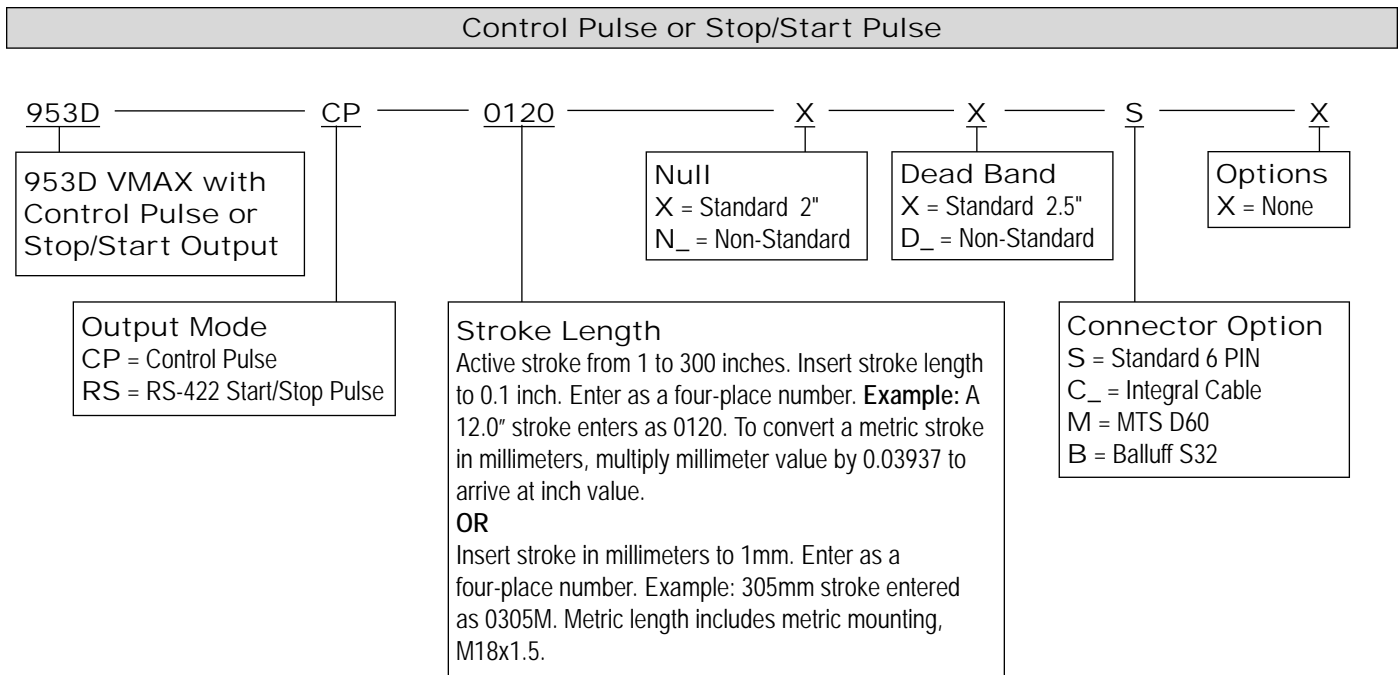 Control Pulse or Stop/Start Pulse
953D CP 0120 X X S X
953D VMAX with
Control Pulse or
Stop/Start Output
Null
X = Standard 2"
N_ = Non-Standard
Dead Band
X = Standard 2.5"
D_ = Non-Standard
Options
X = None
Output Mode
CP = Control Pulse
RS = RS-422 Start/Stop Pulse
Stroke Length
Active stroke from 1 to 300 inches. Insert stroke length
to 0.1 inch. Enter as a four-place number. Example: A
12.0" stroke enters as 0120. To convert a metric stroke
in millimeters, multiply millimeter value by 0.03937 to
arrive at inch value.
OR
Insert stroke in millimeters to 1mm. Enter as a
four-place number. Example: 305mm stroke entered
as 0305M. Metric length includes metric mounting,
M18x1.5.
Connector Option
S = Standard 6 PIN
C_ = Integral Cable
M = MTS D60
B = Balluff S32